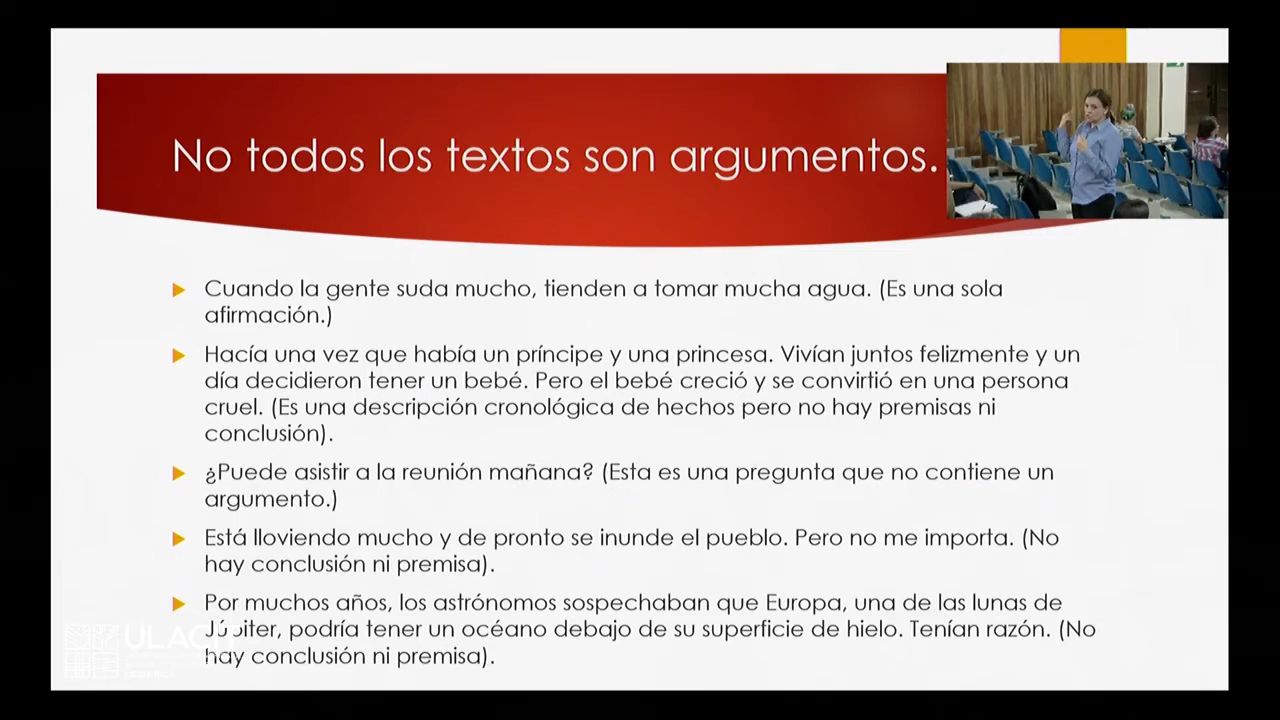 No todos los textos son argumentos.
Cuando la gente suda mucho, tienden a tomar mucha agua. (Es una sola
afirmación.)
Hacía una vez que había un príncipe y una princesa. Vivían juntos felizmente y un
día decidieron tener un bebé. Pero el bebé creció y se convirtió en una persona
cruel. (Es una descripción cronológica de hechos pero no hay premisas ni
conclusión).
¿Puede asistir a la reunión mañana? (Esta es una pregunta que no contiene un
argumento.)
Está lloviendo mucho y de pronto se inunde el pueblo. Pero no me importa. (No
hay conclusión ni premisa).
Por muchos años, los astrónomos sospechaban que Europa, una de las lunas de
Júpiter, podría tener un océano debajo de su superficie de hielo. Tenían razón. (No
hay conclusión ni premisa).
ULACIT